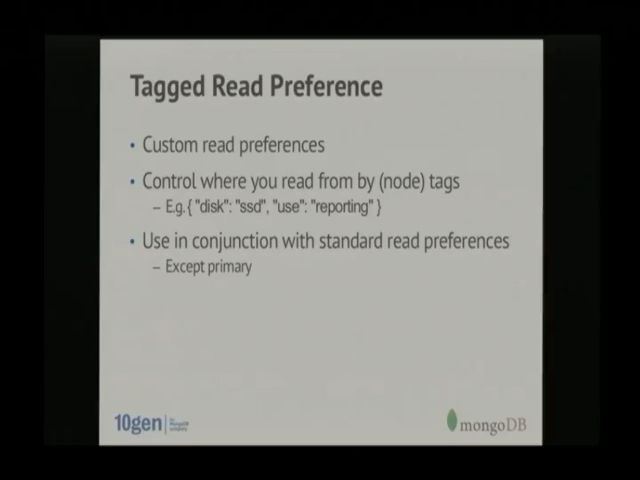 Tagged Read Preference
• Custom read preferences
• Control where you read from by (node) tags
– E.g. { "disk": "ssd", "use": "reporting" }
• Use in conjunction with standard read preferences
– Except primary
10gen
mongoDB